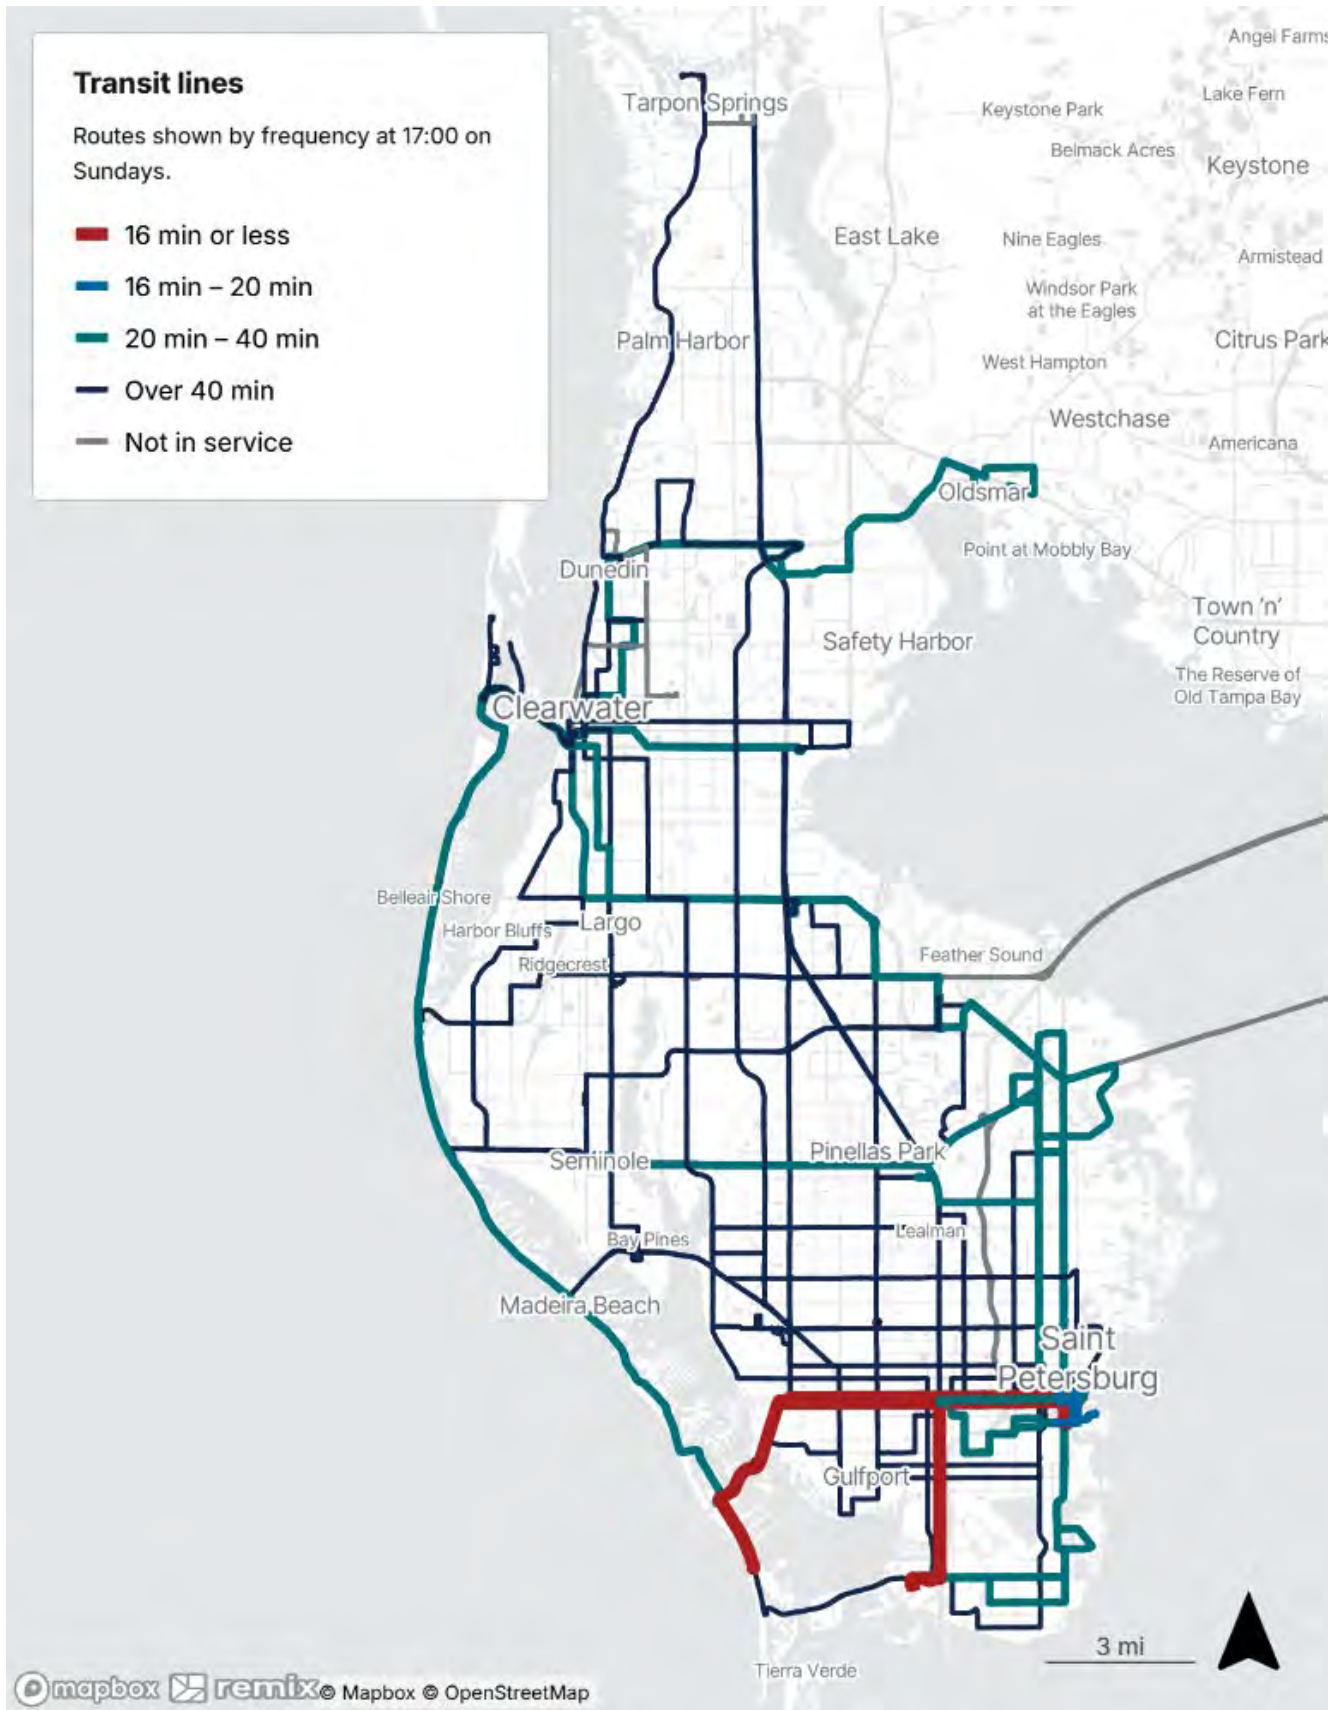 Transit lines
Routes shown by frequency at 17:00 on
Sundays.
16 min or less
16 min – 20 min
20 min – 40 min
Over 40 min
Not in service
Angel Farms
Tarpon Springs
Lake Fern
Keystone Park
Belmack Acres
Keystone
East Lake
Nine Eagles
Armistead
Windsor Park
at the Eagles
Palm Harbor
Citrus Park
West Hampton
Westchase
Americana
Oldsmar
Point at Mobbly Bay
Dunedin
Town 'n'
Country
Safety Harbor
The Reserve of
Old Tampa Bay
Clearwater
Belleair Shore
Largo
Harbor Bluffs
Feather Sound
Ridgecrest
Pinellas Park
Seminole
Lealman
Bay Pines
Madeira Beach
Saint
Petersburg
Gulfport
3 mi
Tierra Verde
mapbox remix © Mapbox © OpenStreetMap